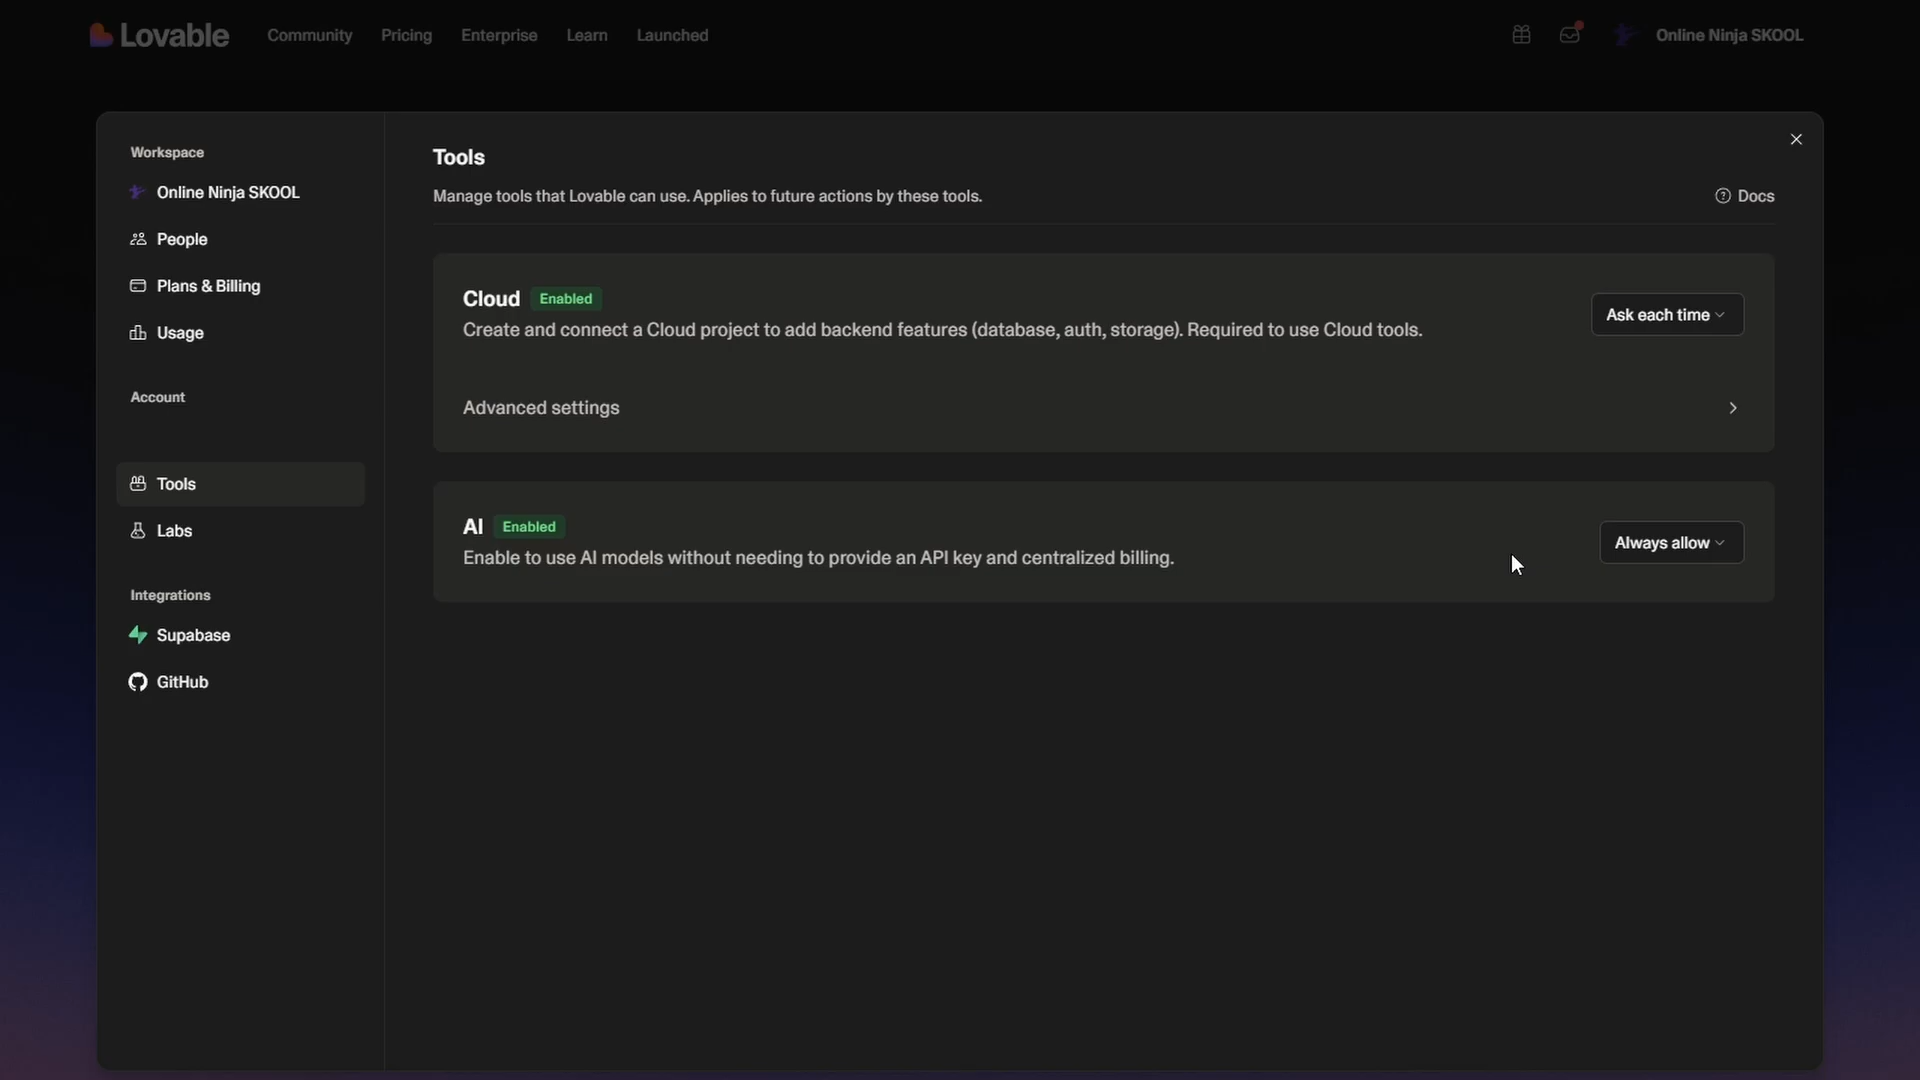 Lovable
Community
Pricing
Enterprise
Learn
Launched
Online Ninja SKOOL
Workspace
Online Ninja SKOOL
People
Plans & Billing
Usage
Account
Tools
Labs
Integrations
Supabase
GitHub
Tools
Manage tools that Lovable can use. Applies to future actions by these tools.
Docs
Cloud Enabled
Create and connect a Cloud project to add backend features (database, auth, storage). Required to use Cloud tools.
Ask each time
Advanced settings
AI Enabled
Enable to use AI models without needing to provide an API key and centralized billing.
Always allow